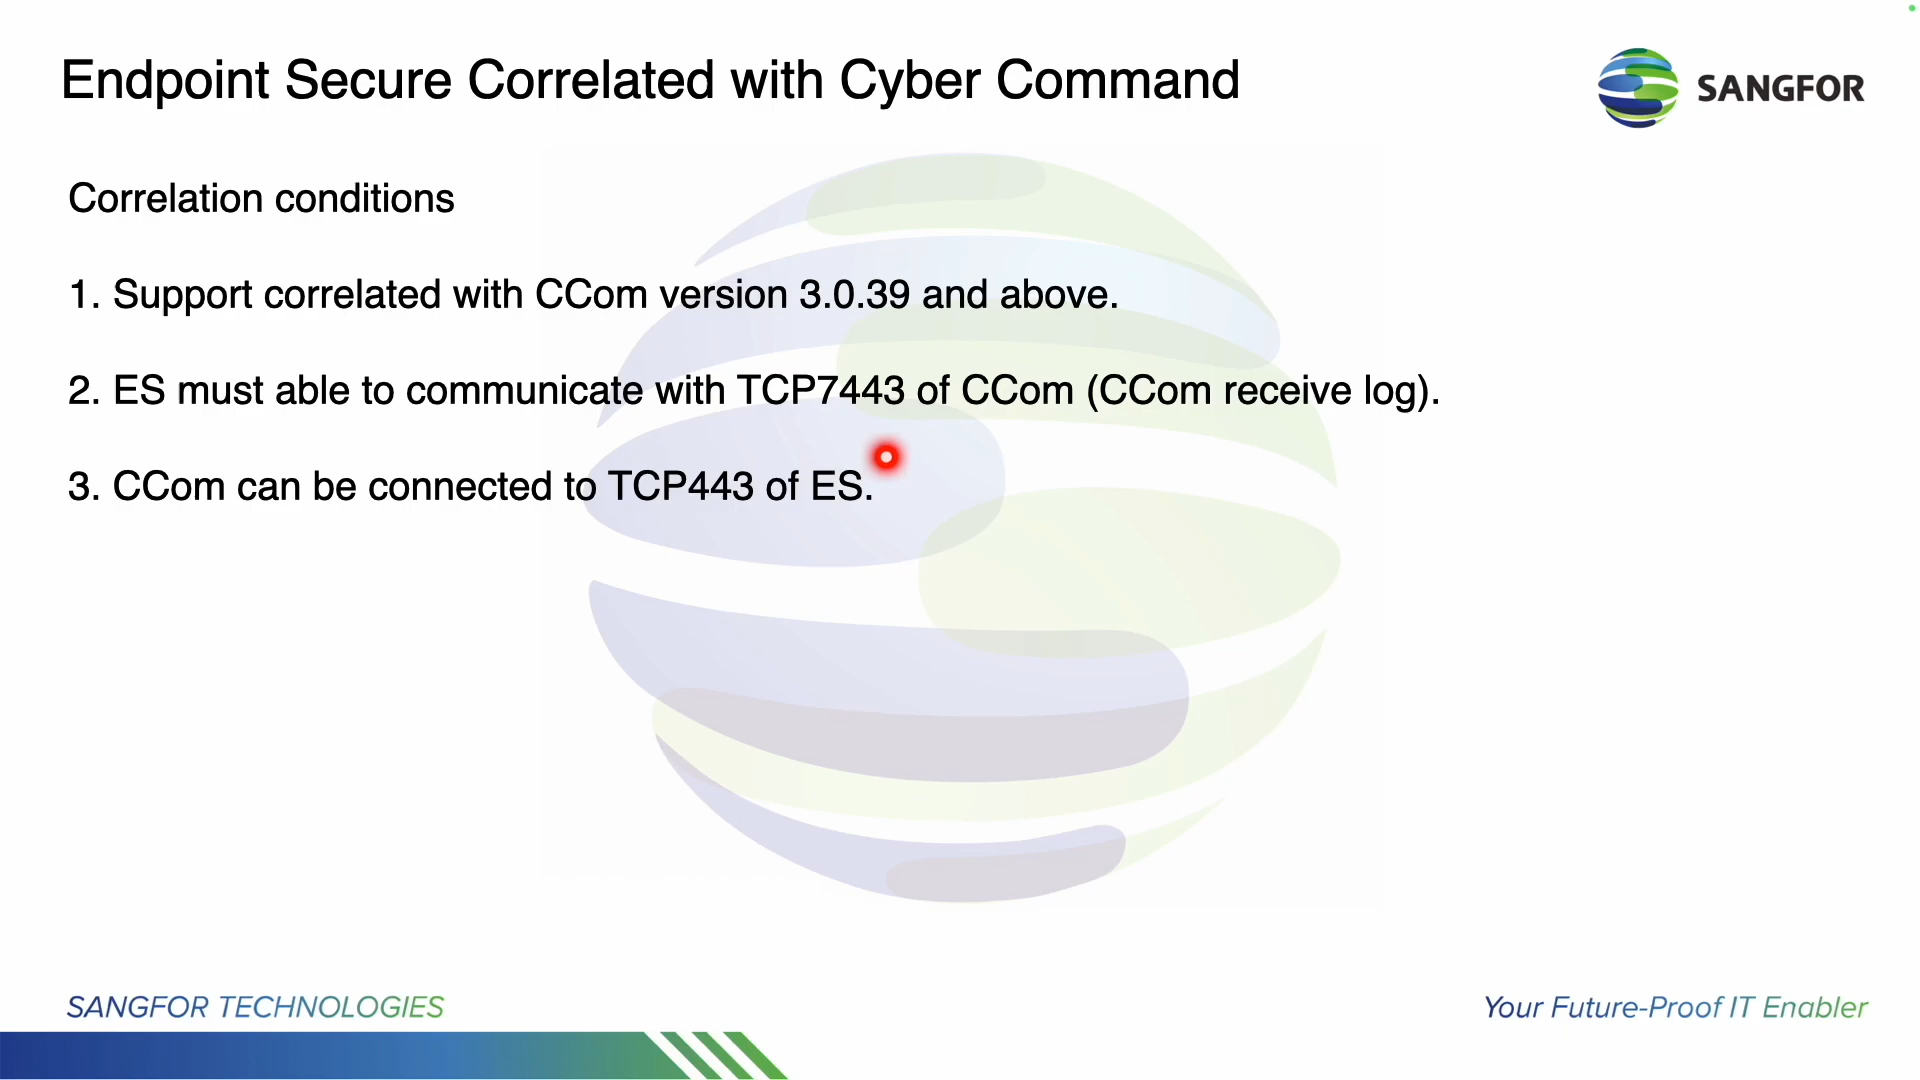 Endpoint Secure Correlated with Cyber Command
SANGFOR
Correlation conditions
1. Support correlated with CCom version 3.0.39 and above.
2. ES must able to communicate with TCP7443 of CCom (CCom receive log).
3. CCom can be connected to TCP443 of ES.
SANGFOR TECHNOLOGIES
Your Future-Proof IT Enabler